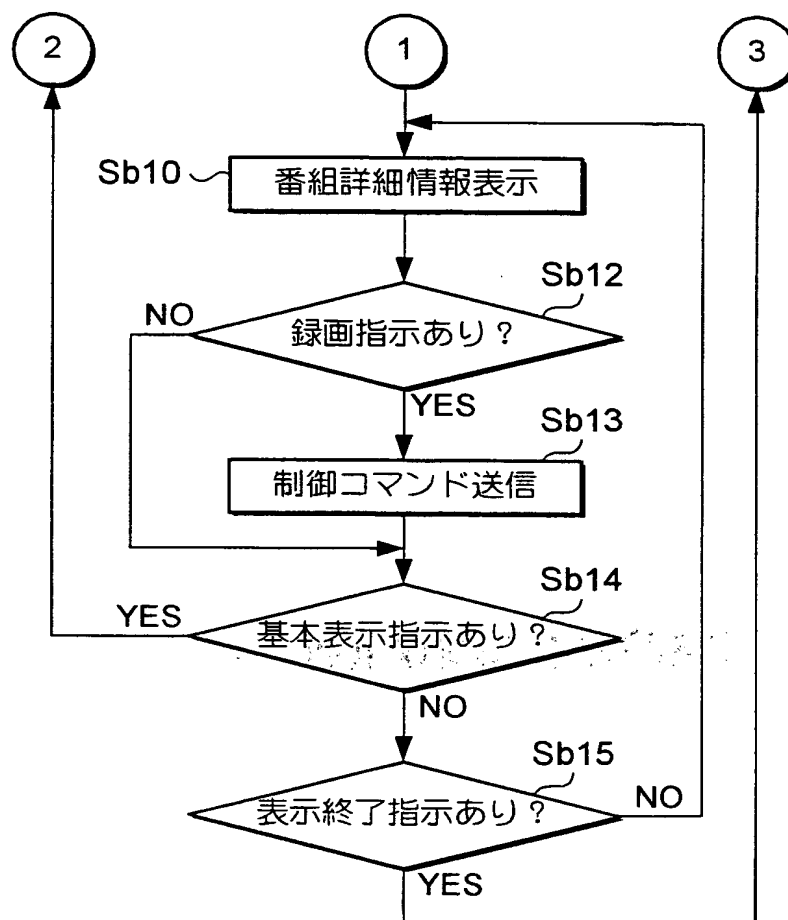 2
1
3
Sb10
番組詳細情報表示
Sb12
NO
録画指示あり?
YES
Sb13
制御コマンド送信
Sb14
YES
基本表示指示あり?
NO
Sb15
表示終了指示あり?
NO
YES